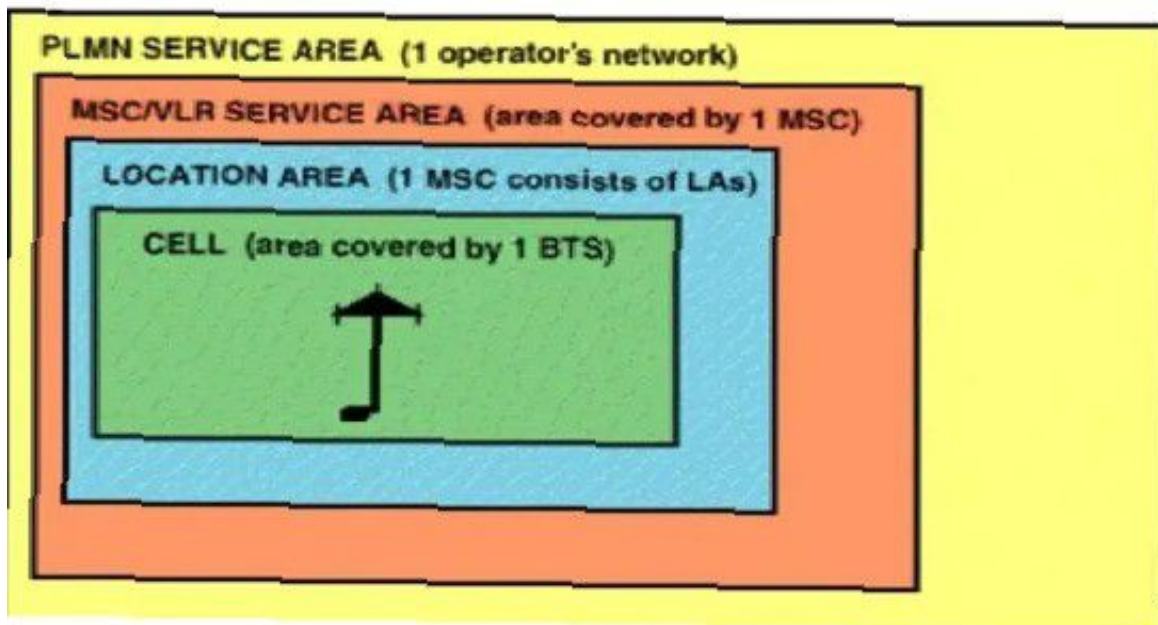 PLMN SERVICE AREA (1 operator's network)
MSC/VLR SERVICE AREA (area covered by 1 MSC)
LOCATION AREA (1 MSC consists of LAs)
CELL (area covered by 1 BTS)